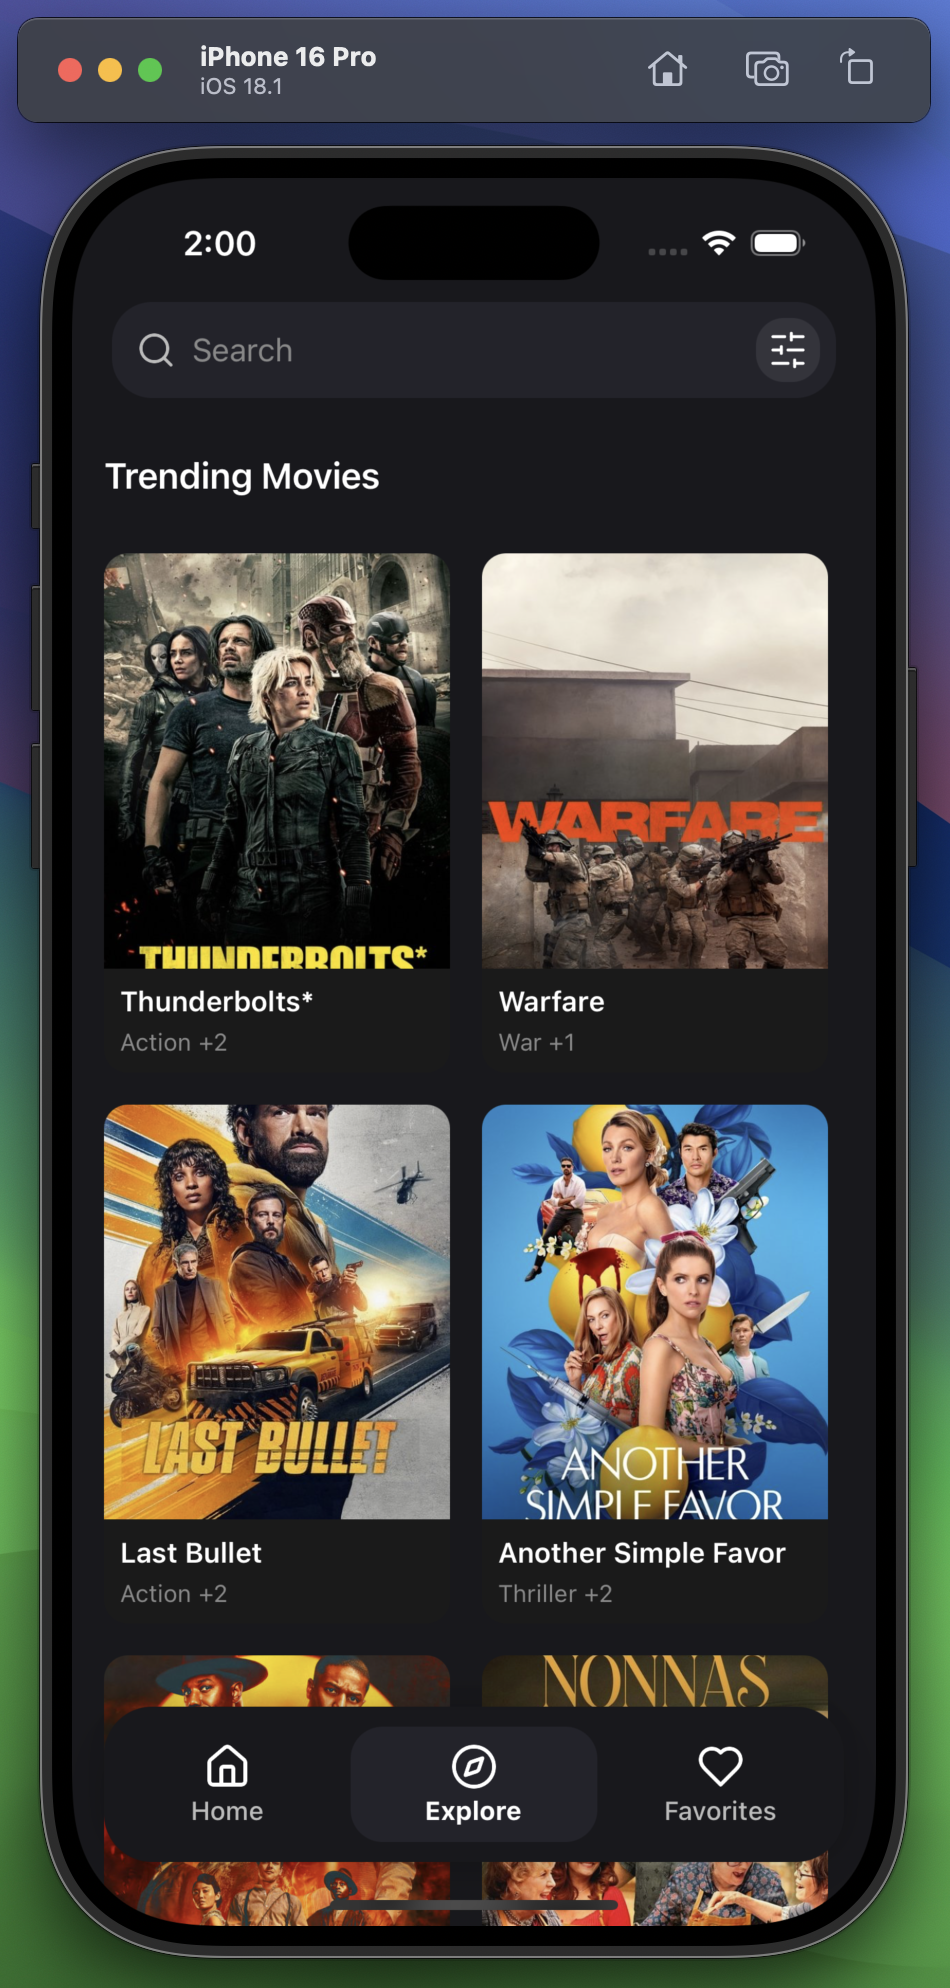 iPhone 16 Pro
iOS 18.1
2:00
Search
Trending Movies
THUNDERBOLTS*
WARFARE
Thunderbolts*
Warfare
Action +2
War +1
LAST BULLET
ANOTHER
SIMPLE FAVOR
Last Bullet
Another Simple Favor
Action +2
Thriller +2
NONNAS
Home
Explore
Favorites